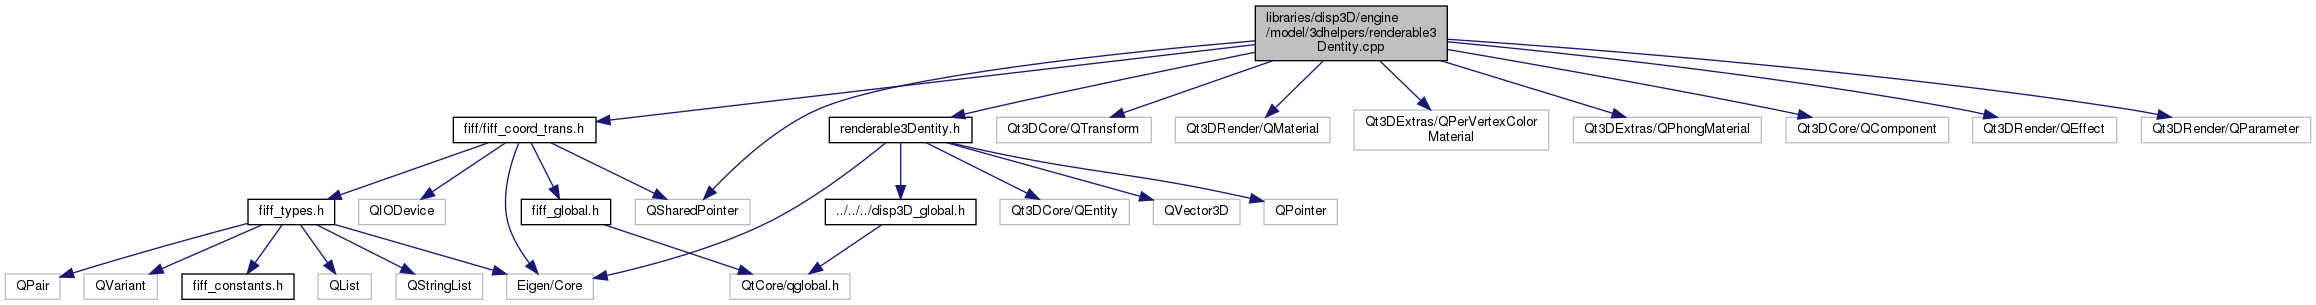 libraries/disp3D/engine
/model/3dhelpers/renderable3
Dentity.cpp
fiff/fiff_coord_trans.h
renderable3Dentity.h
Qt3DCore/QTransform
Qt3DRender/QMaterial
Qt3DExtras/QPerVertexColor
Material
Qt3DExtras/QPhongMaterial
Qt3DCore/QComponent
Qt3DRender/QEffect
Qt3DRender/QParameter
fiff_types.h
QIODevice
fiff_global.h
QSharedPointer
../../../disp3D_global.h
Qt3DCore/QEntity
QVector3D
QPointer
QPair
QVariant
fiff_constants.h
QList
QStringList
Eigen/Core
QtCore/qglobal.h